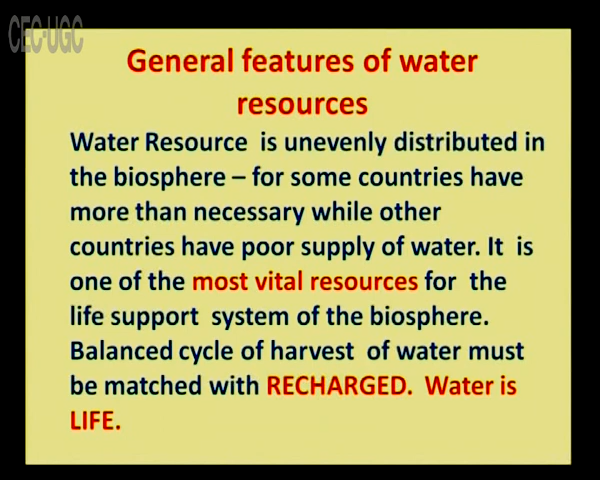 CEC-UGC
General features of water
resources
Water Resource is unevenly distributed in
the biosphere – for some countries have
more than necessary while other
countries have poor supply of water. It is
one of the most vital resources for the
life support system of the biosphere.
Balanced cycle of harvest of water must
be matched with RECHARGED. Water is
LIFE.